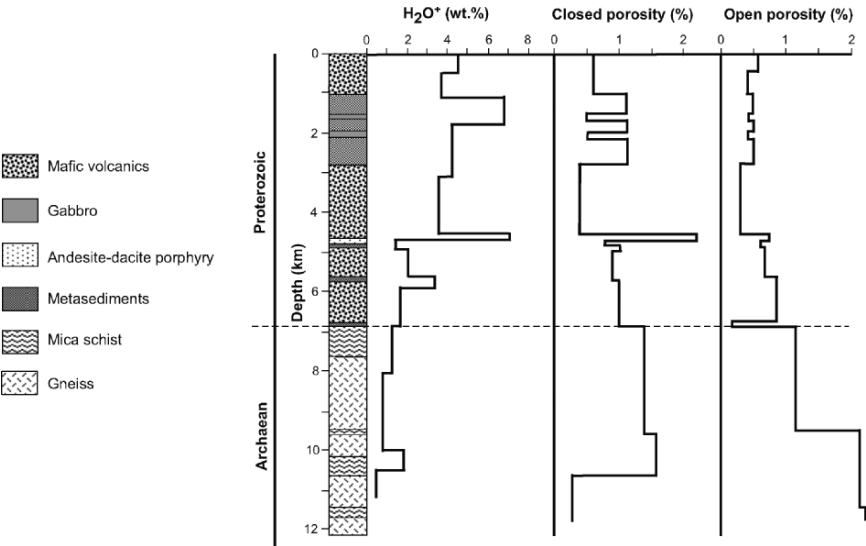 H₂O⁺ (wt.%) Closed porosity (%) Open porosity (%)
0 2 4 6 8 0 1 2 0 1 2
0
2
4
6
8
10
12
Depth (km)
Proterozoic
Archaean
Mafic volcanics
Gabbro
Andesite-dacite porphyry
Metasediments
Mica schist
Gneiss